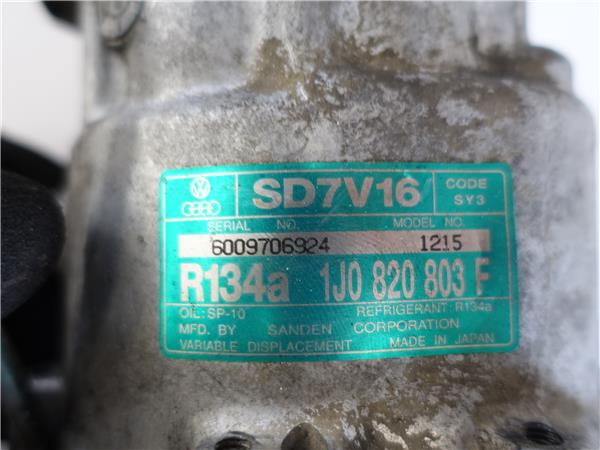 SD7V16
CODE
SY3
SERIAL NO. MODEL NO.
6009706924 1215
R134a 1J0 820 803 F
OIL: SP-10 REFRIGERANT: R134a
MFD. BY SANDEN CORPORATION
VARIABLE DISPLACEMENT MADE IN JAPAN